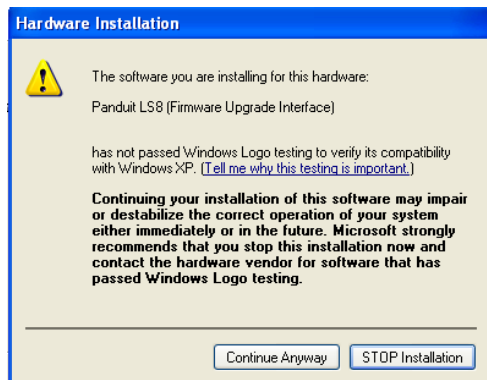 Hardware Installation
The software you are installing for this hardware:
Panduit LS8 (Firmware Upgrade Interface)
has not passed Windows Logo testing to verify its compatibility
with Windows XP. (Tell me why this testing is important.)
Continuing your installation of this software may impair
or destabilize the correct operation of your system
either immediately or in the future. Microsoft strongly
recommends that you stop this installation now and
contact the hardware vendor for software that has
passed Windows Logo testing.
Continue Anyway STOP Installation